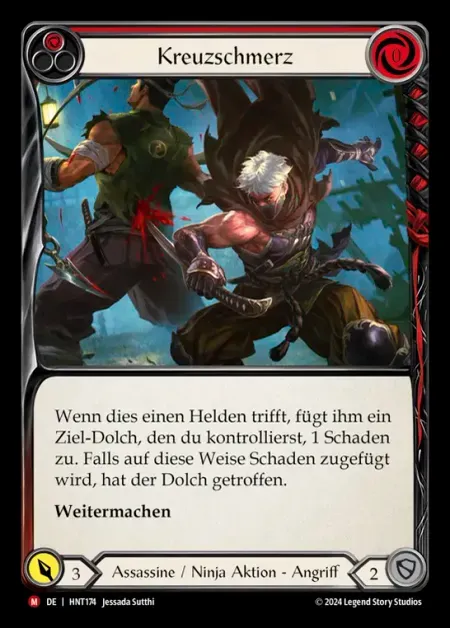 Kreuzschmerz
0
Wenn dies einen Helden trifft, fügt ihm ein
Ziel-Dolch, den du kontrollierst, 1 Schaden
zu. Falls auf diese Weise Schaden zugefügt
wird, hat der Dolch getroffen.
Weitermachen
3
Assassine / Ninja Aktion - Angriff
2
M DE | HNT174 Jessada Sutthi
© 2024 Legend Story Studios